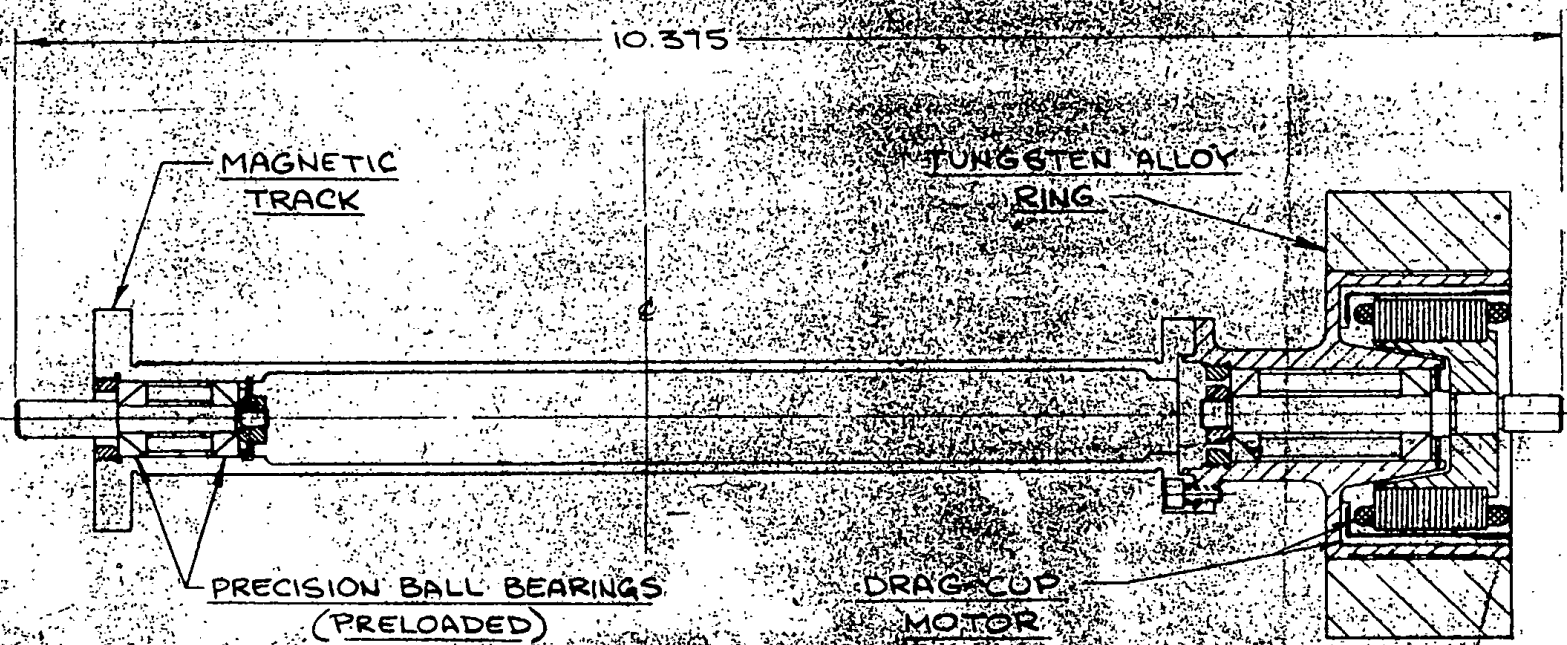 10.375
MAGNETIC
TRACK
TUNGSTEN ALLOY
RING
PRECISION BALL BEARINGS
(PRELOADED)
DRAG-CUP
MOTOR